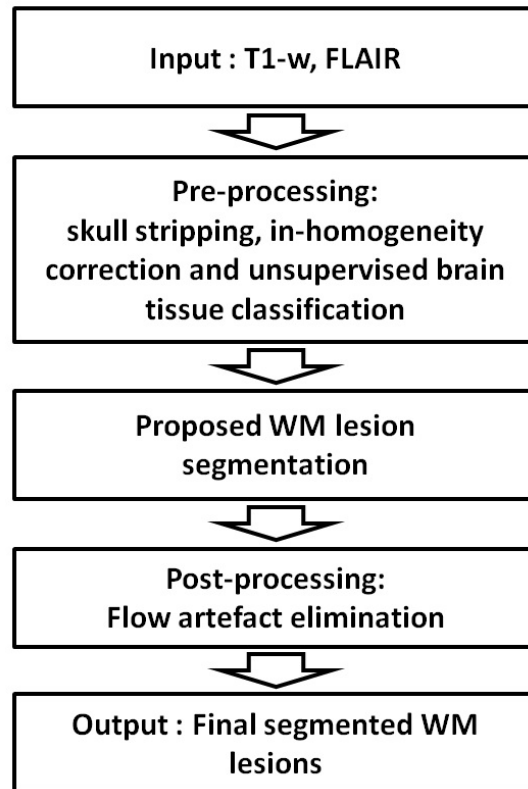 Input : T1-w, FLAIR
Pre-processing:
skull stripping, in-homogeneity
correction and unsupervised brain
tissue classification
Proposed WM lesion
segmentation
Post-processing:
Flow artefact elimination
Output : Final segmented WM
lesions